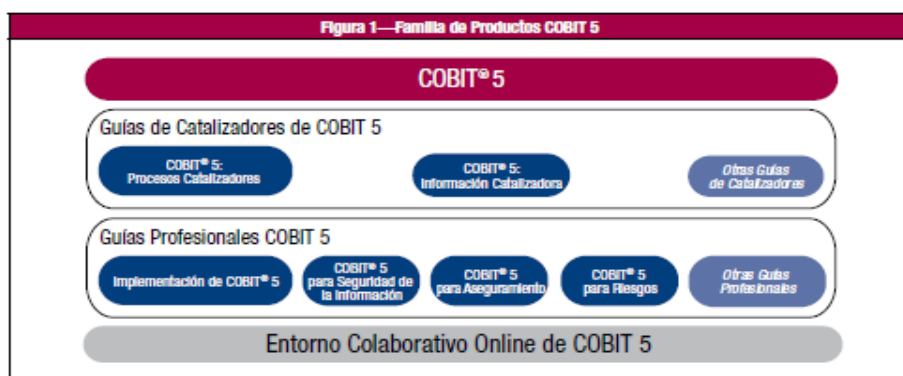 Figura 1—Familia de Productos COBIT 5
COBIT® 5
Guías de Catalizadores de COBIT 5
COBIT® 5:
Procesos Catalizadores
COBIT® 5:
Información Catalizadora
Otras Guías
de Catalizadores
Guías Profesionales COBIT 5
Implementación de COBIT® 5
COBIT® 5
para Seguridad de
la Información
COBIT® 5
para Aseguramiento
COBIT® 5
para Riesgos
Otras Guías
Profesionales
Entorno Colaborativo Online de COBIT 5